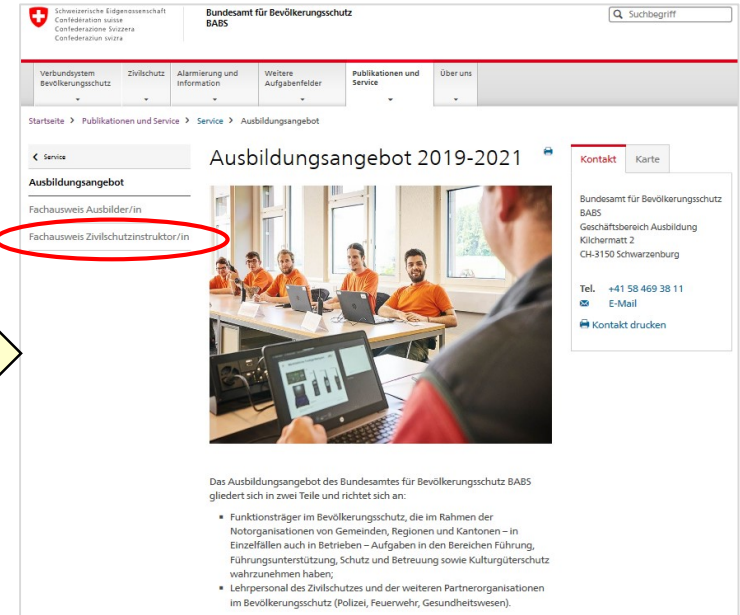 Schweizerische Eidgenossenschaft
Confédération suisse
Confederazione Svizzera
Confederaziun svizra
Bundesamt für Bevölkerungsschutz
BABS
Suchbegriff
Verbundsystem
Bevölkerungsschutz
Zivilschutz
Alarmierung und
Information
Weitere
Aufgabenfelder
Publikationen und
Service
Über uns
Startseite > Publikationen und Service > Service > Ausbildungsangebot
Service
Ausbildungsangebot
Fachausweis Ausbilder/in
Fachausweis Zivilschutzinstruktor/in
Ausbildungsangebot 2019-2021
Das Ausbildungsangebot des Bundesamtes für Bevölkerungsschutz BABS
gliedert sich in zwei Teile und richtet sich an:
Funktionsträger im Bevölkerungsschutz, die im Rahmen der
Notorganisationen von Gemeinden, Regionen und Kantonen – in
Einzelfällen auch in Betrieben – Aufgaben in den Bereichen Führung,
Führungsunterstützung, Schutz und Betreuung sowie Kulturgüterschutz
wahrzunehmen haben;
Lehrpersonal des Zivilschutzes und der weiteren Partnerorganisationen
im Bevölkerungsschutz (Polizei, Feuerwehr, Gesundheitswesen).
Kontakt
Karte
Bundesamt für Bevölkerungsschutz
BABS
Geschäftsbereich Ausbildung
Kilchermatt 2
CH-3150 Schwarzenburg
Tel. +41 58 469 38 11
E-Mail
Kontakt drucken